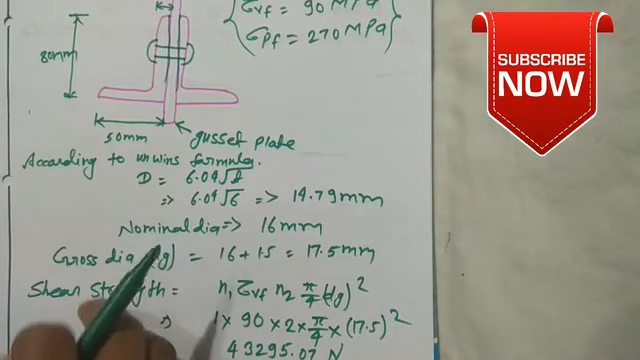 τvf = 90 MPa
σpf = 270 MPa
80mm
50mm
gusset plate
According to unwins formula.
D = 6.04√t
⇒ 6.04√6 ⇒ 14.79mm
Nominal dia ⇒ 16mm
Gross dia g) = 16 + 1.5 = 17.5mm
Shear Strength = n, τvf n2 π/4 (dg)²
⇒ 1 × 90 × 2 × π/4 × (17.5)²
43295.07 N
SUBSCRIBE
NOW